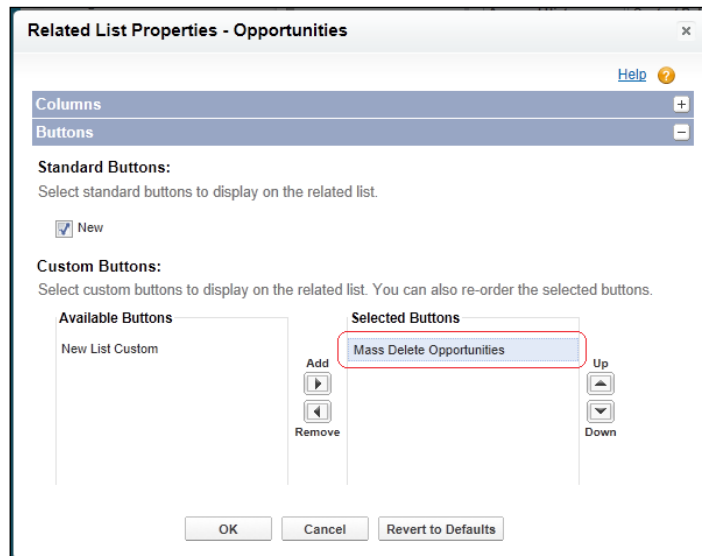 Related List Properties - Opportunities
Help
Columns
Buttons
Standard Buttons:
Select standard buttons to display on the related list.
New
Custom Buttons:
Select custom buttons to display on the related list. You can also re-order the selected buttons.
Available Buttons
Selected Buttons
New List Custom
Mass Delete Opportunities
Add
Remove
Up
Down
OK
Cancel
Revert to Defaults